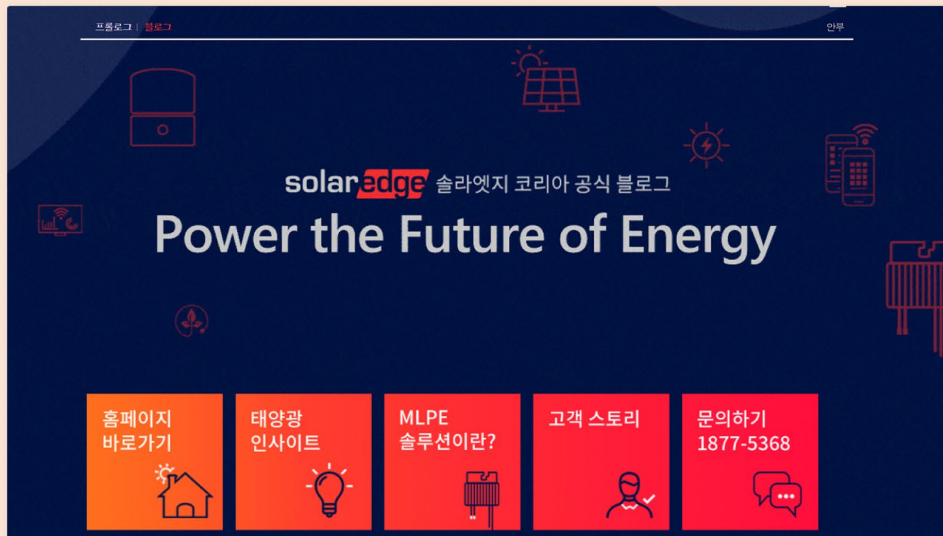 프롤로그 | 블로그
안부
solaredge 솔라엣지 코리아 공식 블로그
Power the Future of Energy
홈페이지
바로가기
태양광
인사이트
MLPE
솔루션이란?
고객 스토리
문의하기
1877-5368